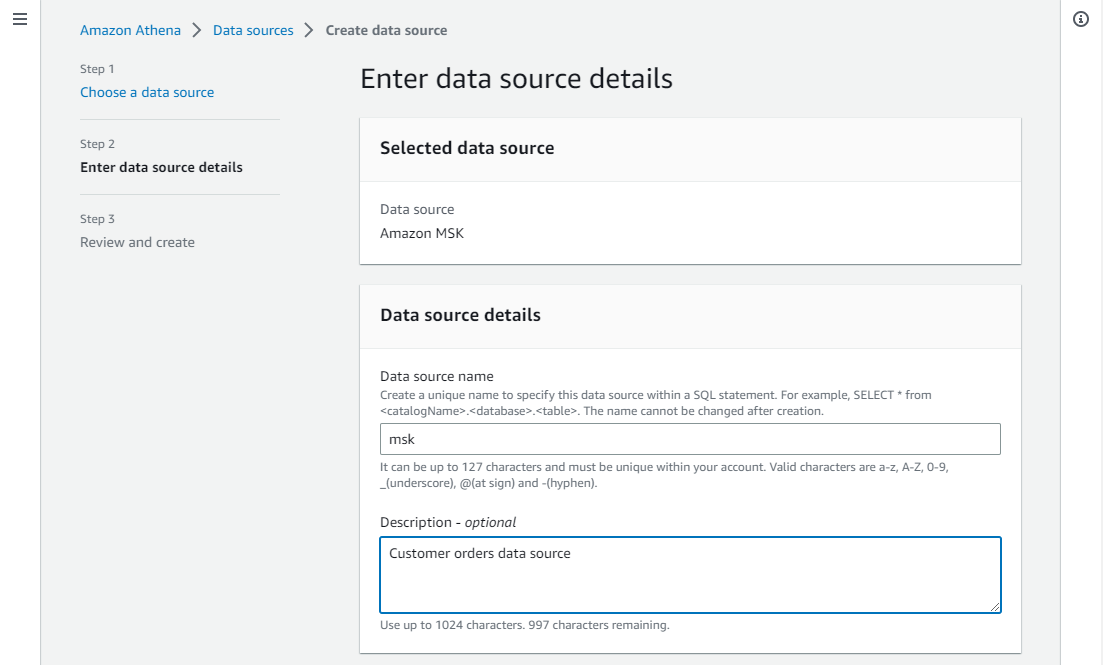 Amazon Athena > Data sources > Create data source
Step 1
Choose a data source
Step 2
Enter data source details
Step 3
Review and create
Enter data source details
Selected data source
Data source
Amazon MSK
Data source details
Data source name
Create a unique name to specify this data source within a SQL statement. For example, SELECT * from
<catalogName>.<database>.<table>. The name cannot be changed after creation.
msk
It can be up to 127 characters and must be unique within your account. Valid characters are a-z, A-Z, 0-9,
_(underscore), @(at sign) and -(hyphen).
Description - optional
Customer orders data source
Use up to 1024 characters. 997 characters remaining.